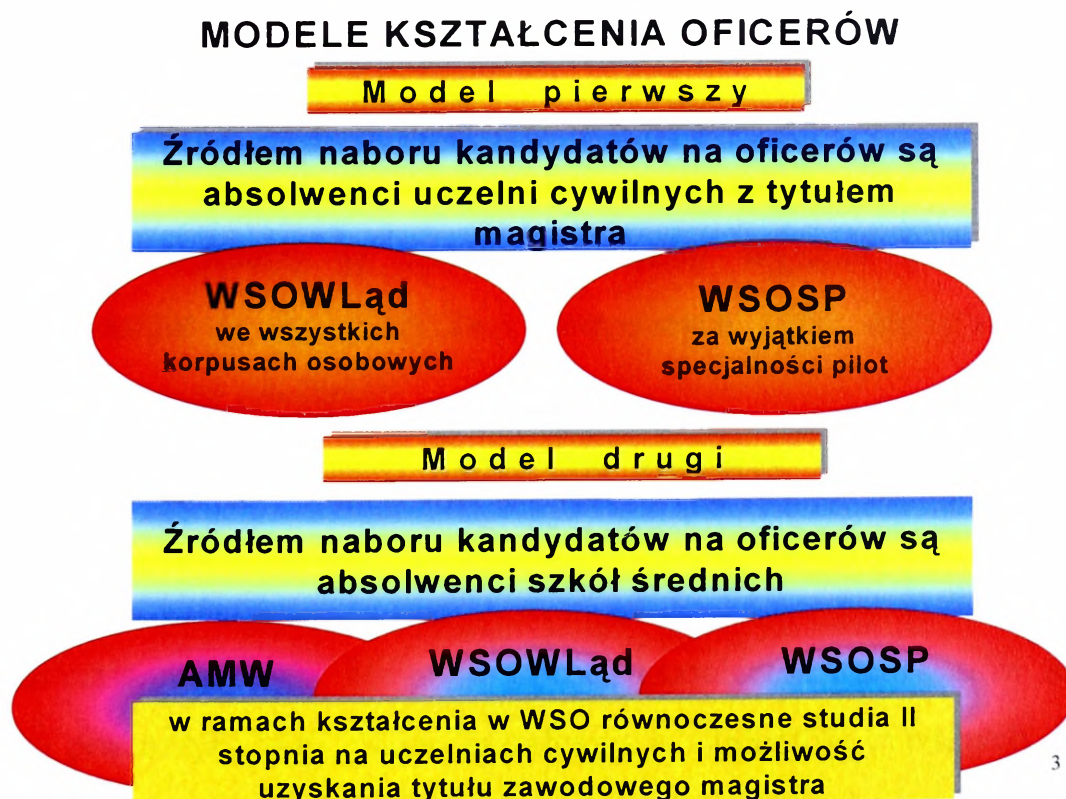 MODELE KSZTAŁCENIA OFICERÓW
Model pierwszy
Źródłem naboru kandydatów na oficerów są
absolwenci uczelni cywilnych z tytułem
magistra
WSOWLąd
we wszystkich
korpusach osobowych
WSOSP
za wyjątkiem
specjalności pilot
Model drugi
Źródłem naboru kandydatów na oficerów są
absolwenci szkół średnich
AMW
WSOWLąd
WSOSP
w ramach kształcenia w WSO równoczesne studia II
stopnia na uczelniach cywilnych i możliwość
uzyskania tytułu zawodowego magistra
3